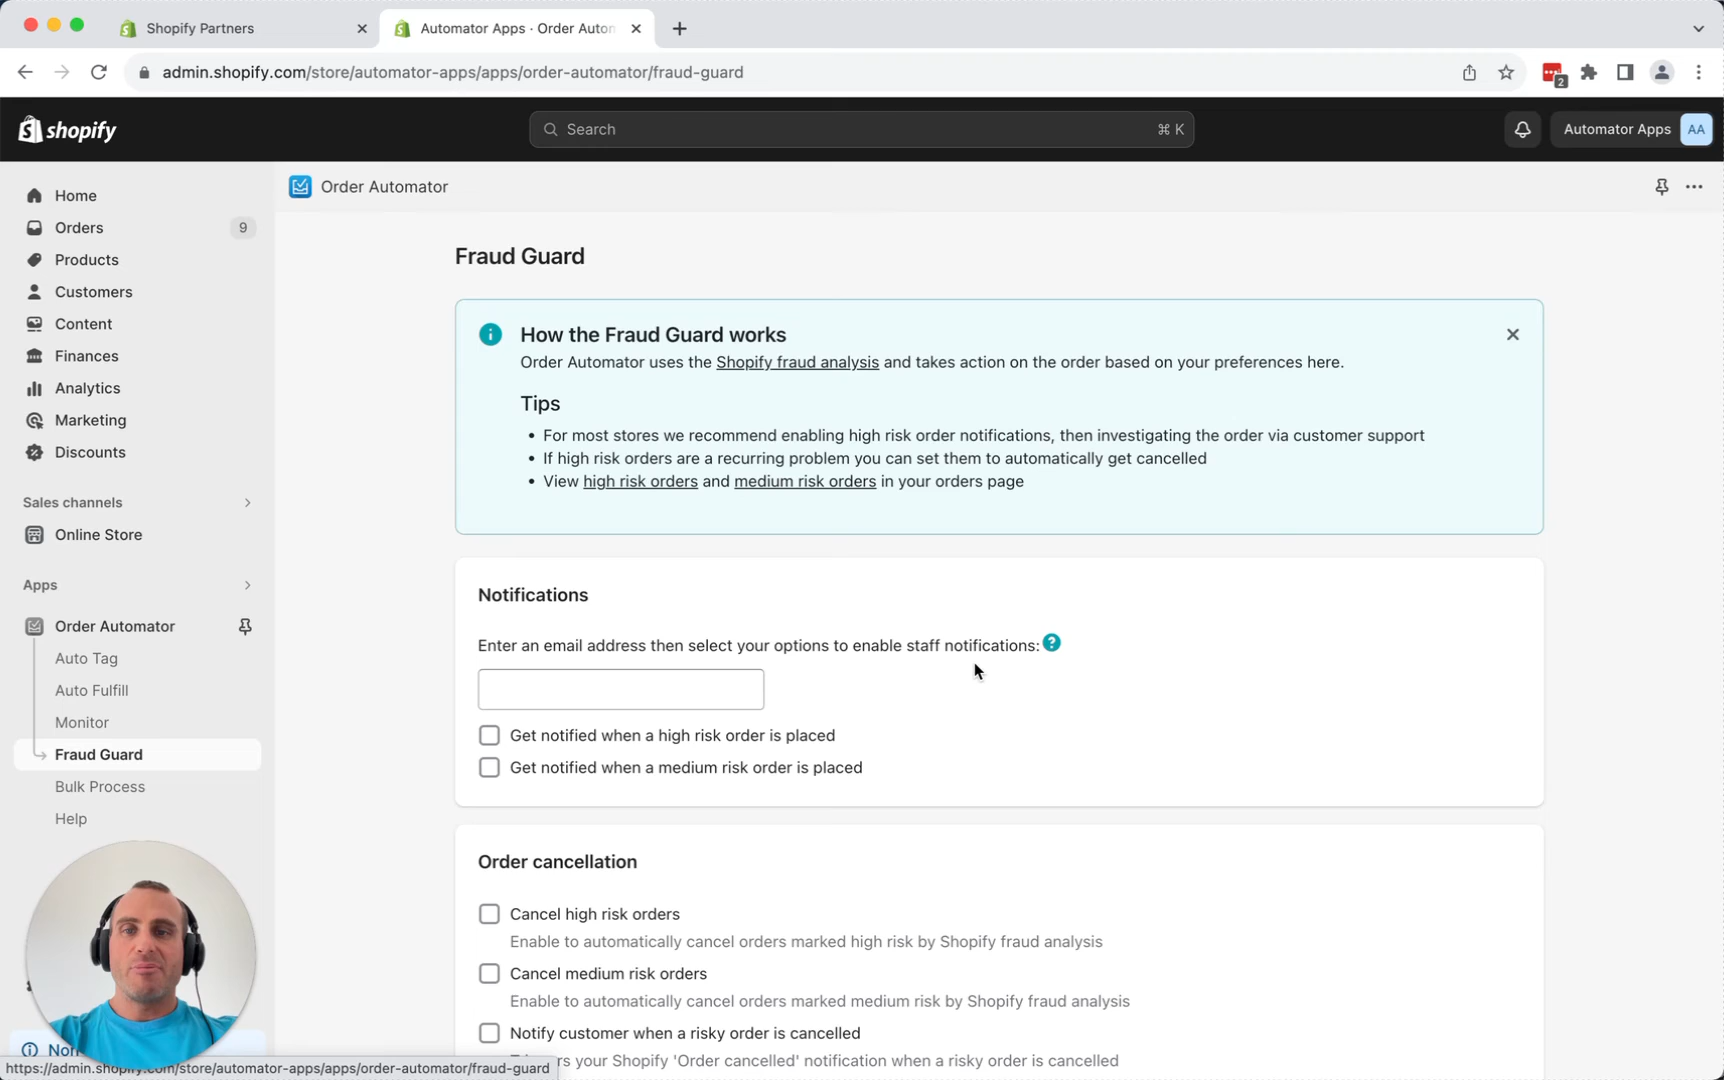 Shopify Partners
Automator Apps · Order Auton
admin.shopify.com/store/automator-apps/apps/order-automator/fraud-guard
2
shopify
Search
⌘ K
Automator Apps
AA
Home
Orders
9
Products
Customers
Content
Finances
Analytics
Marketing
Discounts
Sales channels
Online Store
Apps
Order Automator
Auto Tag
Auto Fulfill
Monitor
Fraud Guard
Bulk Process
Help
Non
https://admin.shopify.com/store/automator-apps/apps/order-automator/fraud-guard
Order Automator
Fraud Guard
How the Fraud Guard works
Order Automator uses the Shopify fraud analysis and takes action on the order based on your preferences here.
Tips
• For most stores we recommend enabling high risk order notifications, then investigating the order via customer support
• If high risk orders are a recurring problem you can set them to automatically get cancelled
• View high risk orders and medium risk orders in your orders page
Notifications
Enter an email address then select your options to enable staff notifications:
Get notified when a high risk order is placed
Get notified when a medium risk order is placed
Order cancellation
Cancel high risk orders
Enable to automatically cancel orders marked high risk by Shopify fraud analysis
Cancel medium risk orders
Enable to automatically cancel orders marked medium risk by Shopify fraud analysis
Notify customer when a risky order is cancelled
your Shopify 'Order cancelled' notification when a risky order is cancelled